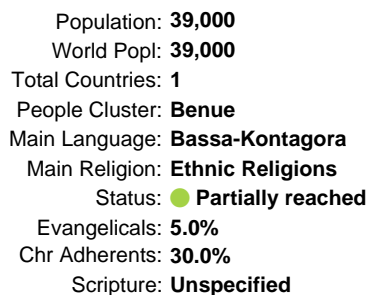 Population: 39,000
World Popl: 39,000
Total Countries: 1
People Cluster: Benue
Main Language: Bassa-Kontagora
Main Religion: Ethnic Religions
Status: Partially reached
Evangelicals: 5.0%
Chr Adherents: 30.0%
Scripture: Unspecified